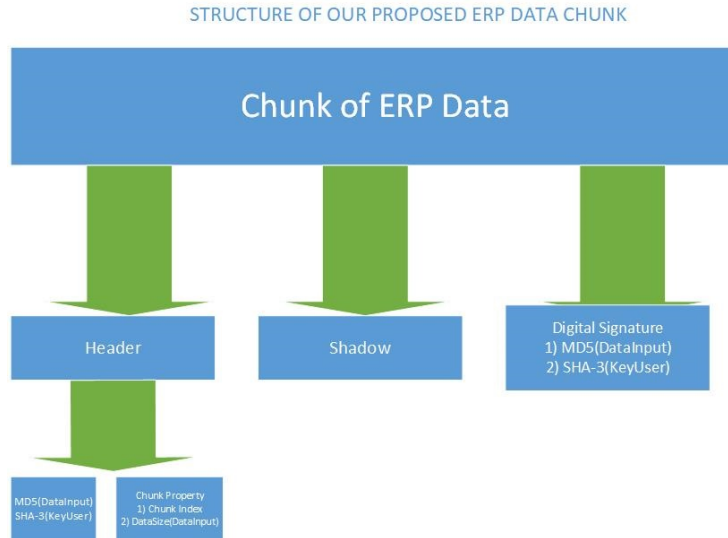 STRUCTURE OF OUR PROPOSED ERP DATA CHUNK
Chunk of ERP Data
Header
Shadow
Digital Signature
1) MD5(DataInput)
2) SHA-3(KeyUser)
MD5(DataInput)
SHA-3(KeyUser)
Chunk Property
1) Chunk Index
2) DataSize(DataInput)